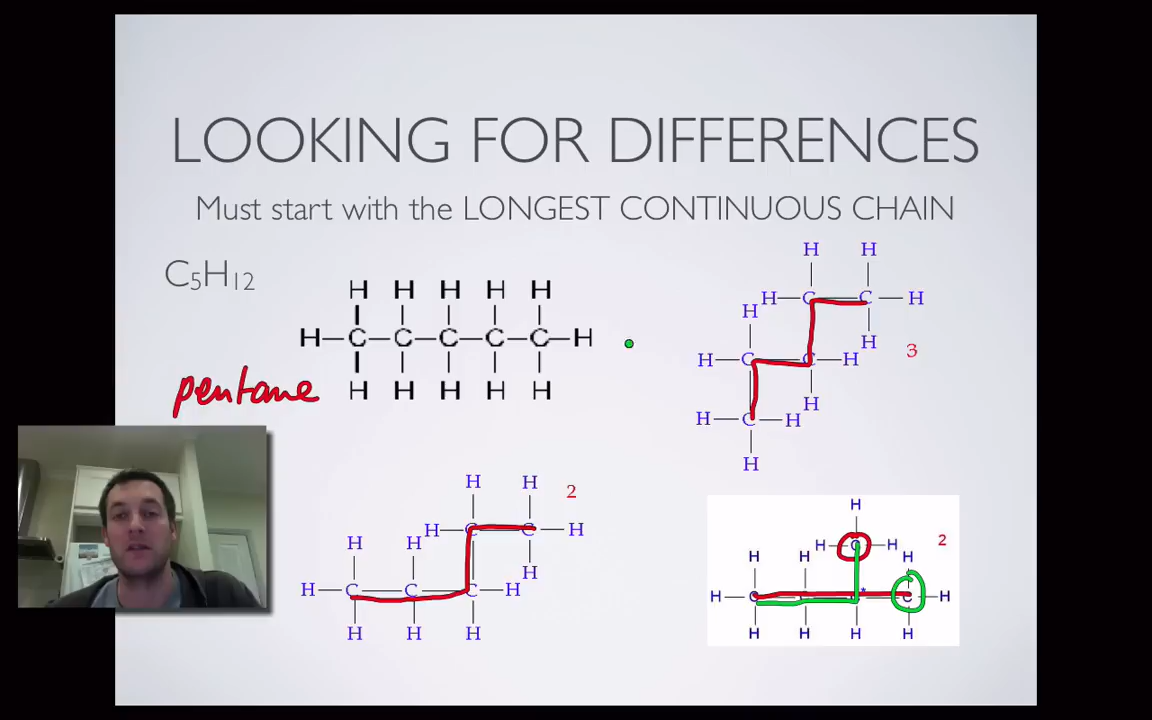 LOOKING FOR DIFFERENCES
Must start with the LONGEST CONTINUOUS CHAIN
C₅H₁₂
H H H H H
H—C—C—C—C—C—H
H H H H H
pentane
H H
H—C—C—H
H
H
H—C—C—H
3
H
H—C—H
H
H H
2
H—C—C—H
H H
H
H—C—C—C—H
H H H
H
H—C—H
2
H H H
H—C C C* C—H
H H H H